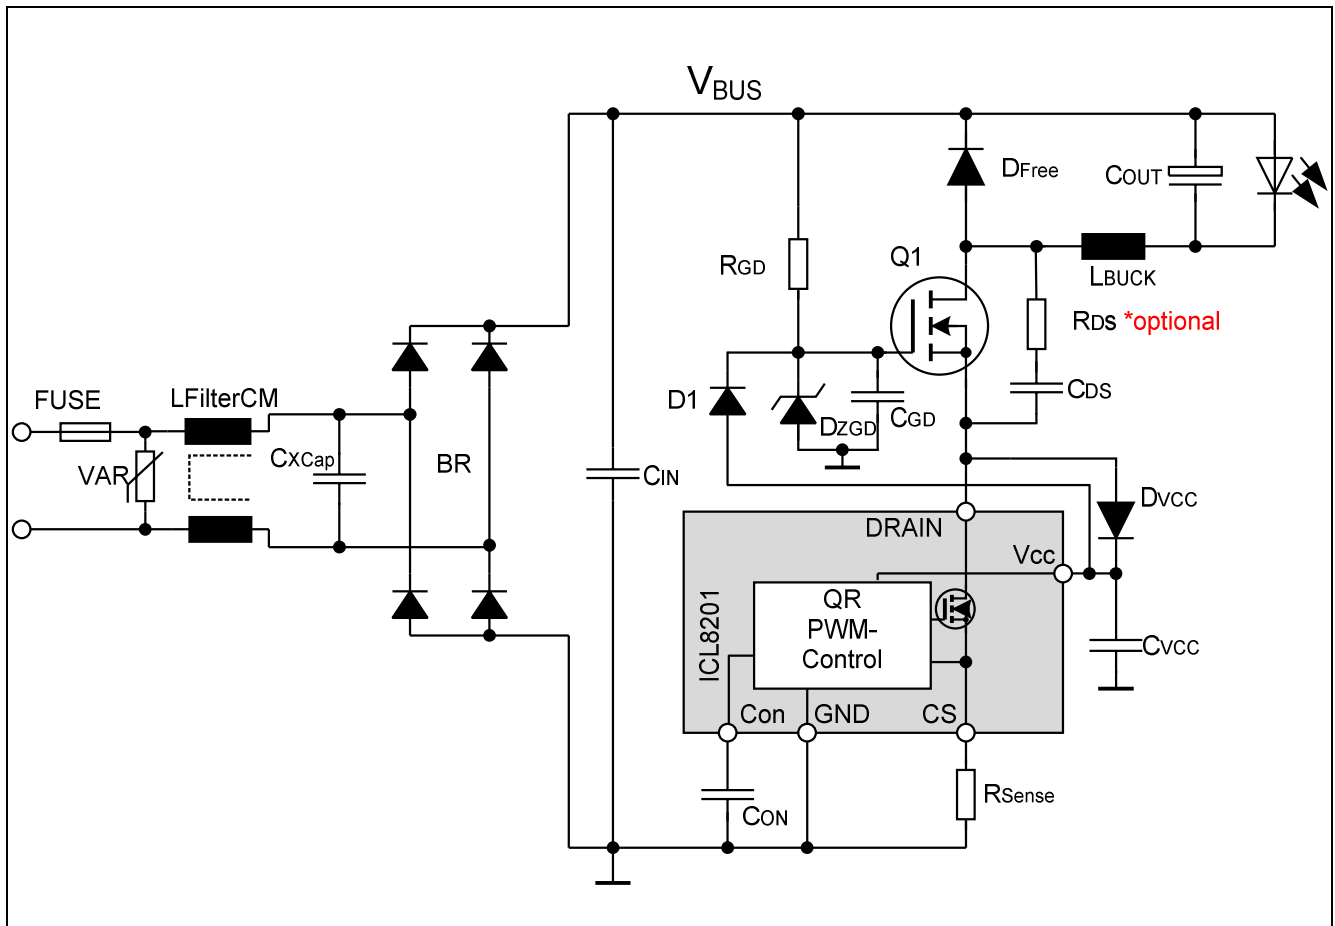 VBUS
DFree
COUT
Q1
RGD
LBUCK
RDS *optional
FUSE
LFilterCM
D1
DZGD
CGD
CDS
VAR
CXCap
BR
CIN
DVCC
DRAIN
Vcc
QR
PWM-
Control
ICL8201
CVCC
Con
GND
CS
CON
RSense